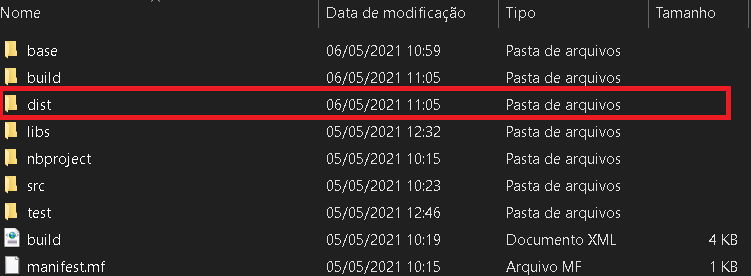 Nome Data de modificação Tipo Tamanho
base 06/05/2021 10:59 Pasta de arquivos
build 06/05/2021 11:05 Pasta de arquivos
dist 06/05/2021 11:05 Pasta de arquivos
libs 05/05/2021 12:32 Pasta de arquivos
nbproject 05/05/2021 10:15 Pasta de arquivos
src 05/05/2021 10:23 Pasta de arquivos
test 05/05/2021 12:46 Pasta de arquivos
build 05/05/2021 10:19 Documento XML 4 KB
manifest.mf 05/05/2021 10:15 Arquivo MF 1 KB